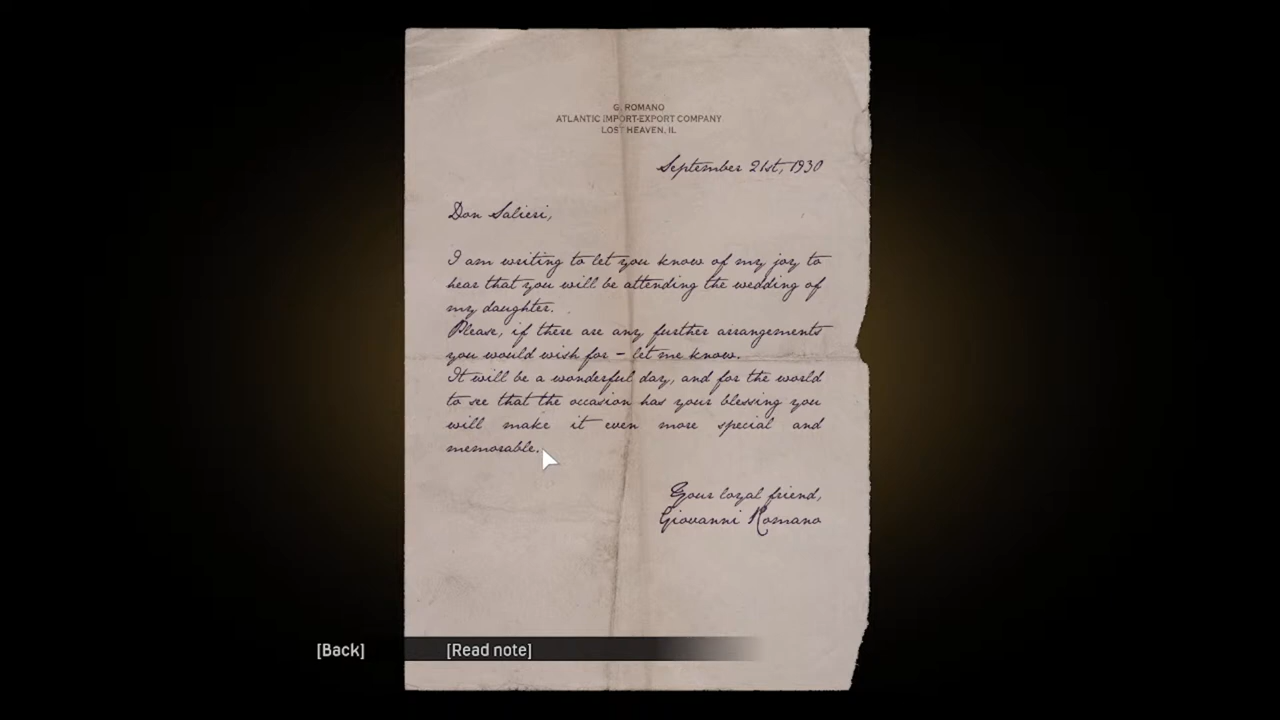 G. ROMANO
ATLANTIC IMPORT-EXPORT COMPANY
LOST HEAVEN, IL
September 21st, 1930
Don Salieri,
I am writing to let you know of my joy to
hear that you will be attending the wedding of
my daughter.
Please, if there are any further arrangements
you would wish for – let me know.
It will be a wonderful day, and for the world
to see that the occasion has your blessing you
will make it even more special and
memorable.
Your loyal friend,
Giovanni Romano
[Back] [Read note]